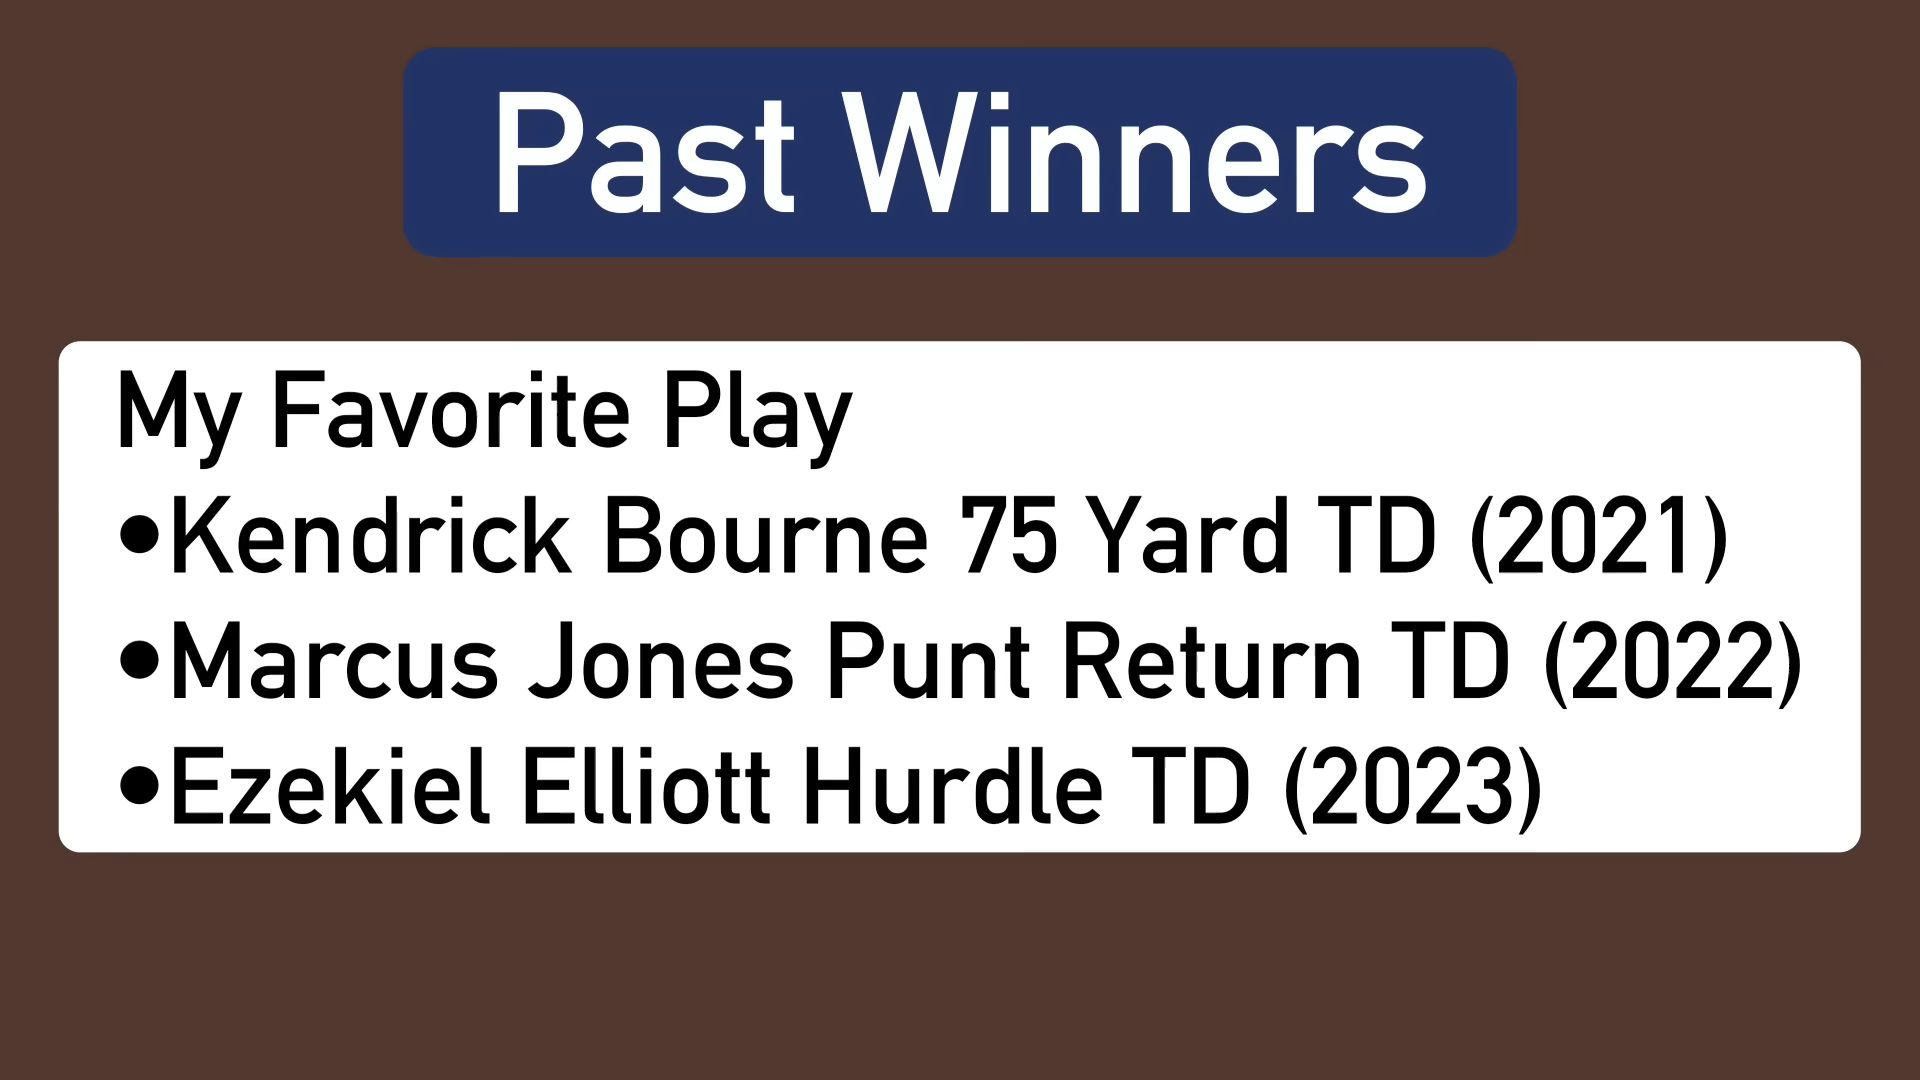 Past Winners
My Favorite Play
•Kendrick Bourne 75 Yard TD (2021)
•Marcus Jones Punt Return TD (2022)
•Ezekiel Elliott Hurdle TD (2023)